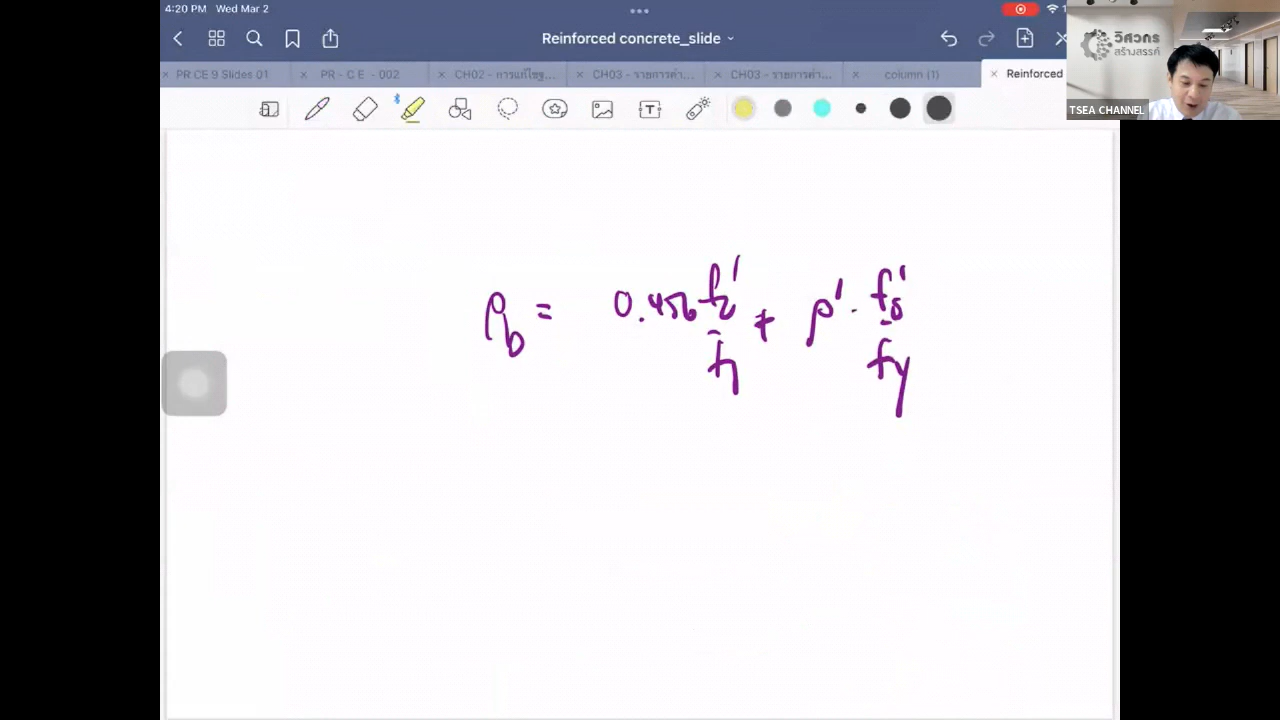 4:20 PM Wed Mar 2
Reinforced concrete_slide
วิศวกร
สร้างสรรค์
PR CE 9 Slides 01
PR - C E - 002
CH02 - การแก้ไขฐ...
CH03 - รายการคำ...
CH03 - รายการคำ...
column (1)
Reinforced
TSEA CHANNEL
ρb = 0.456 fc'/fy + ρ' · fs'/fy